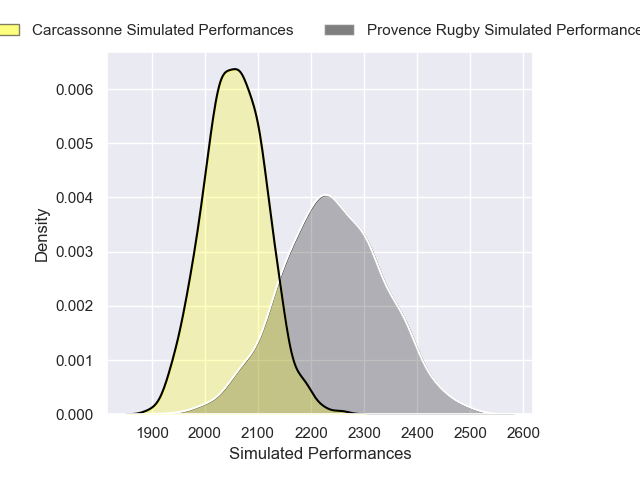 Carcassonne Simulated Performances
Provence Rugby Simulated Performance
0.006
0.005
0.004
0.003
0.002
0.001
0.000
Density
1900 2000 2100 2200 2300 2400 2500 2600
Simulated Performances